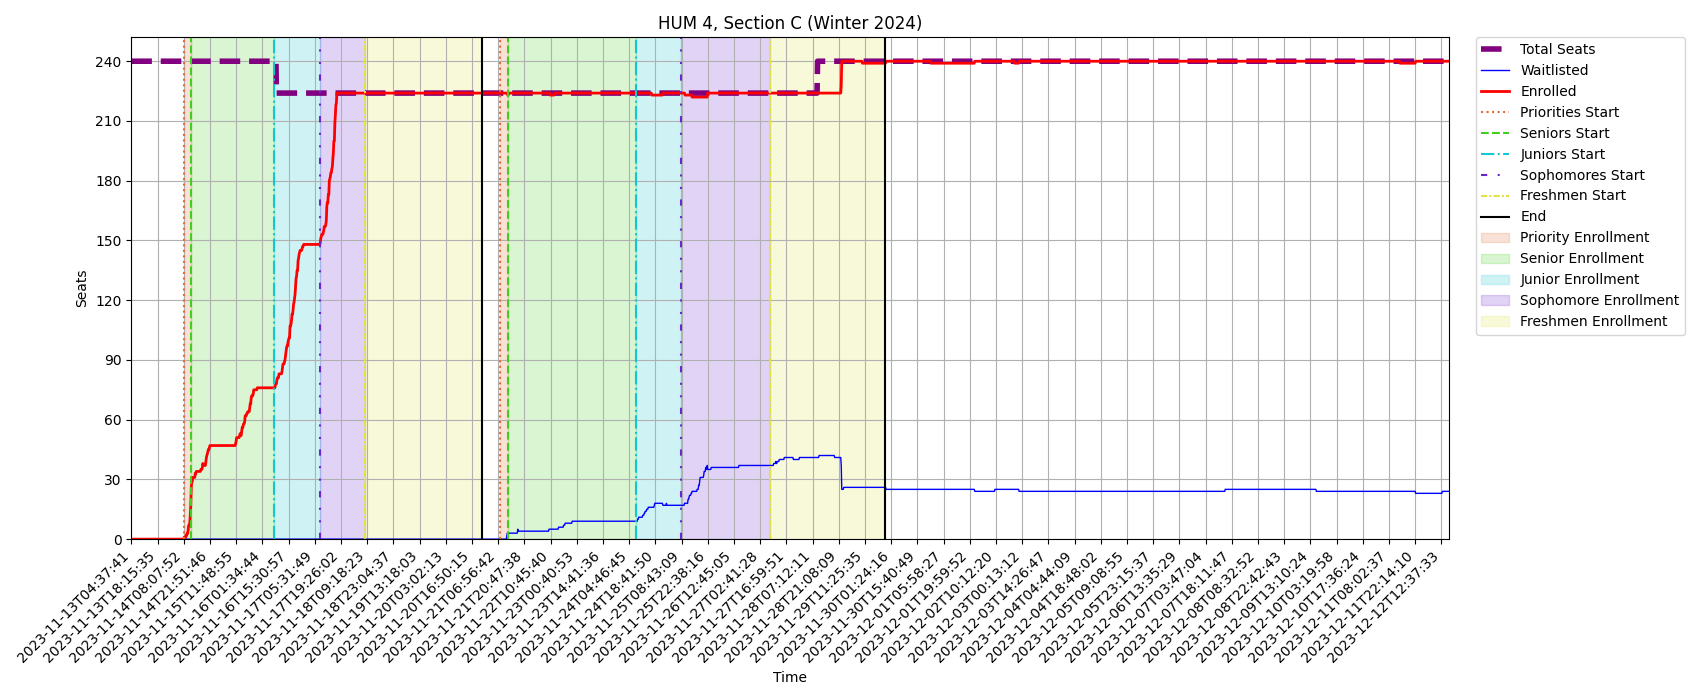 HUM 4, Section C (Winter 2024)
Seats
240
210
180
150
120
90
60
30
0
2023-11-13T04:37:41
2023-11-13T18:15:35
2023-11-14T08:07:52
2023-11-14T21:51:46
2023-11-15T11:48:55
2023-11-16T01:34:44
2023-11-16T15:30:57
2023-11-17T05:31:49
2023-11-17T19:26:02
2023-11-18T09:18:23
2023-11-18T23:04:37
2023-11-19T13:18:03
2023-11-20T03:02:13
2023-11-20T16:50:15
2023-11-21T06:56:42
2023-11-21T20:47:38
2023-11-22T10:45:40
2023-11-23T00:40:53
2023-11-23T14:41:36
2023-11-24T04:46:45
2023-11-24T18:41:50
2023-11-25T08:43:09
2023-11-25T22:38:16
2023-11-26T12:45:05
2023-11-27T02:41:28
2023-11-27T16:59:51
2023-11-28T07:12:11
2023-11-28T21:08:09
2023-11-29T11:25:35
2023-11-30T01:24:16
2023-11-30T15:40:49
2023-12-01T05:58:27
2023-12-01T19:59:52
2023-12-02T10:12:20
2023-12-03T00:13:12
2023-12-03T14:26:47
2023-12-04T04:44:09
2023-12-04T18:48:02
2023-12-05T09:08:55
2023-12-05T23:15:37
2023-12-06T13:35:29
2023-12-07T03:47:04
2023-12-07T18:11:47
2023-12-08T08:32:52
2023-12-08T22:42:43
2023-12-09T13:10:24
2023-12-10T03:19:58
2023-12-10T17:36:24
2023-12-11T08:02:37
2023-12-11T22:14:10
2023-12-12T12:37:33
Time
Total Seats
Waitlisted
Enrolled
Priorities Start
Seniors Start
Juniors Start
Sophomores Start
Freshmen Start
End
Priority Enrollment
Senior Enrollment
Junior Enrollment
Sophomore Enrollment
Freshmen Enrollment